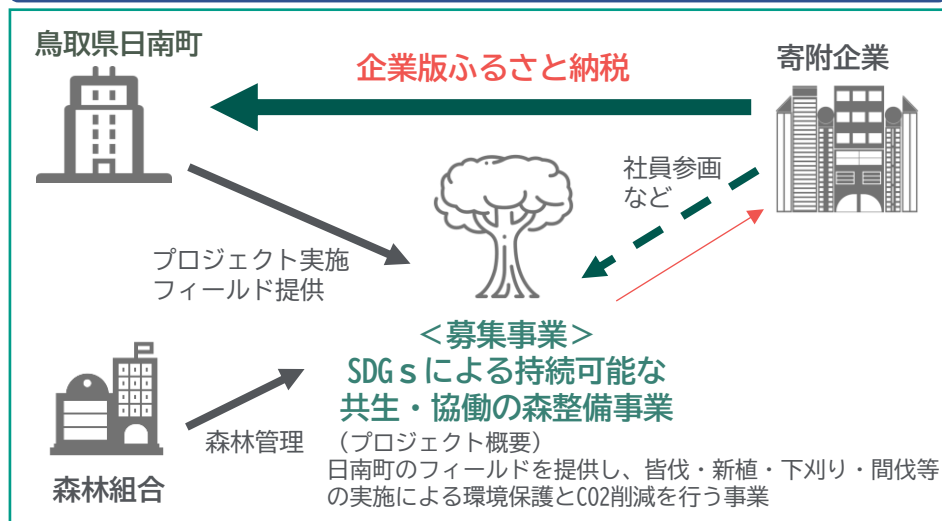 鳥取県日南町
企業版ふるさと納税
寄附企業
社員参画
など
プロジェクト実施
フィールド提供
＜募集事業＞
SDGｓによる持続可能な
共生・協働の森整備事業
森林管理
（プロジェクト概要）
日南町のフィールドを提供し、皆伐・新植・下刈り・間伐等
の実施による環境保護とCO2削減を行う事業
森林組合